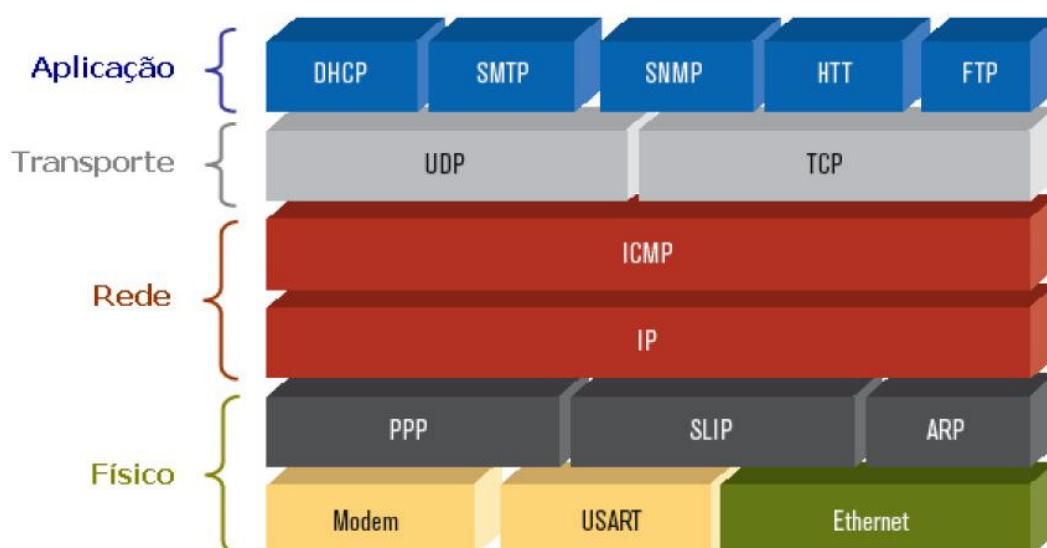 Aplicação
DHCP SMTP SNMP HTT FTP
Transporte
UDP TCP
Rede
ICMP
IP
Físico
PPP SLIP ARP
Modem USART Ethernet